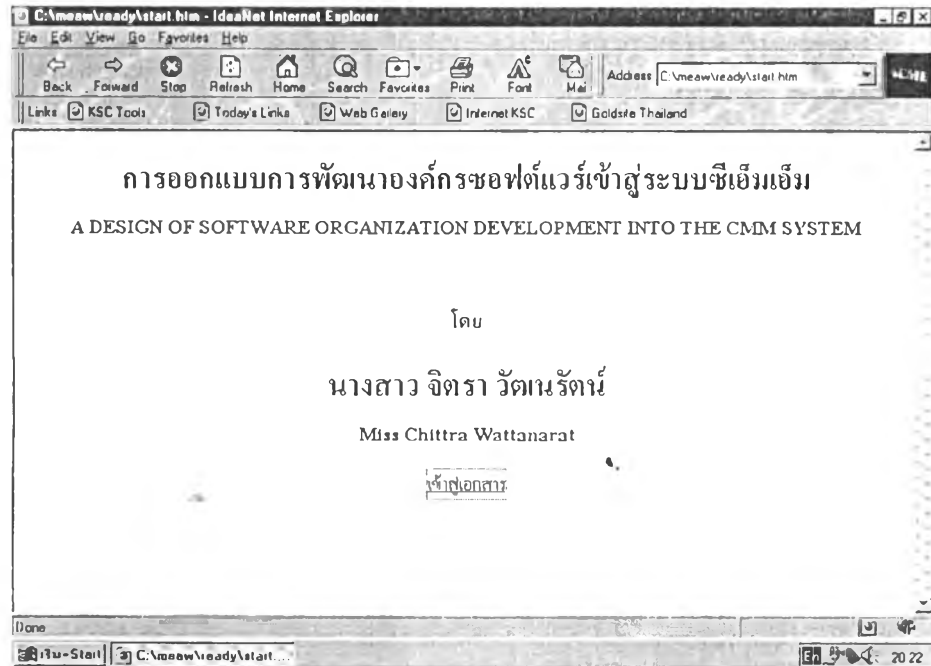 C:\meaw\ready\start.htm - IdeaNet Internet Explorer
File Edit View Go Favorites Help
Back Forward Stop Refresh Home Search Favorites Print Font Mail Address C:\meaw\ready\start.htm
Links KSC Tools Today's Links Web Gallery Internet KSC Goldsite Thailand
การออกแบบการพัฒนาองค์กรซอฟต์แวร์เข้าสู่ระบบซีเอ็มเอ็ม
A DESIGN OF SOFTWARE ORGANIZATION DEVELOPMENT INTO THE CMM SYSTEM
โดย
นางสาว จิตรา วัฒนรัตน์
Miss Chittra Wattanarat
เข้าสู่เอกสาร
Done
เริ่ม-Start C:\meaw\ready\start.... En 20:22